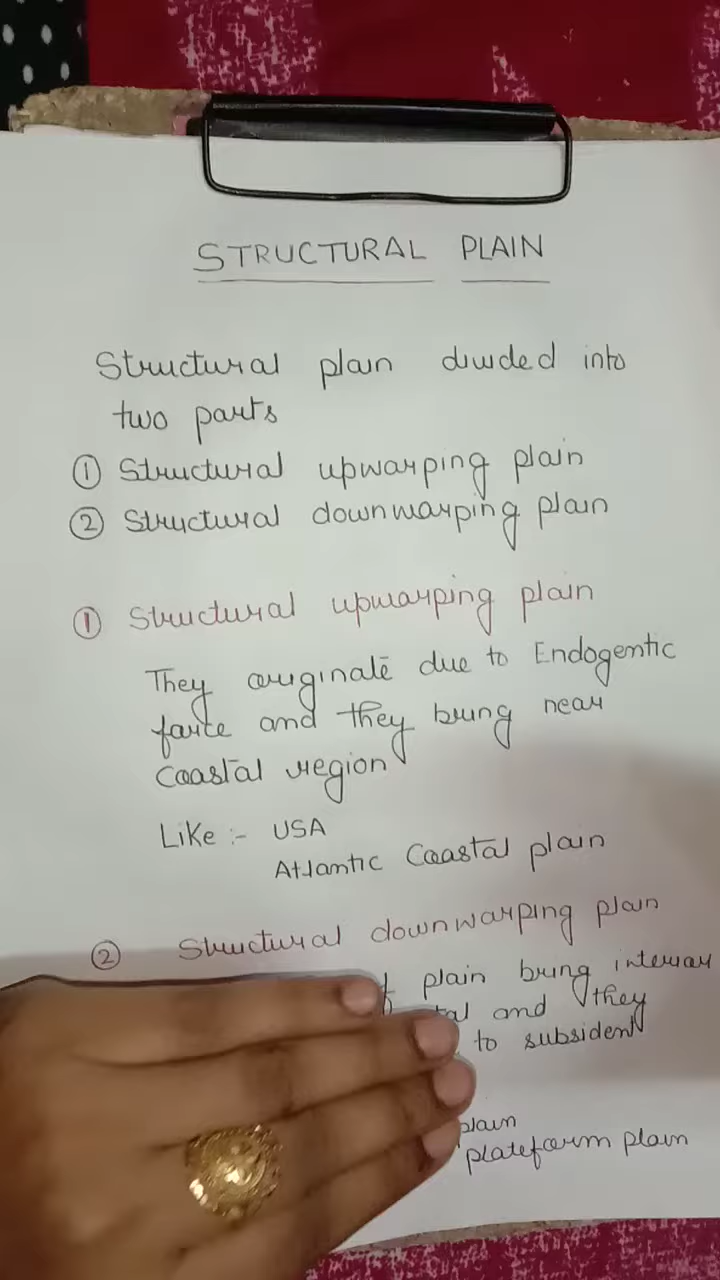 STRUCTURAL PLAIN
Structural plain divided into
two parts
① Structural upwarping plain
② Structural downwarping plain
① Structural upwarping plain
They originate due to Endogentic
force and they bring near
Coastal region
Like :- USA
Atlantic Coastal plain
② Structural downwarping plain
plain bring interior
and they
to subsident
plain
plateform plain